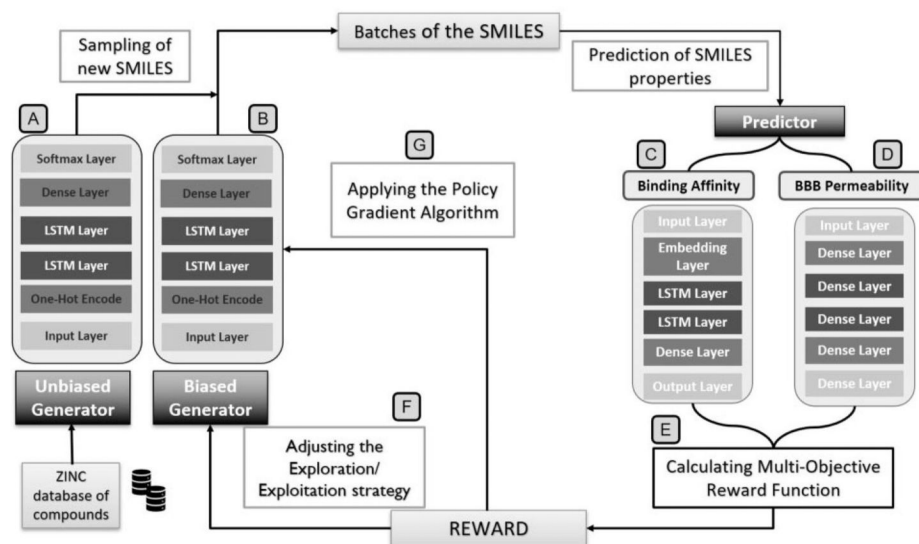 Sampling of
new SMILES
Batches of the SMILES
Prediction of SMILES
properties
A
Softmax Layer
Dense Layer
LSTM Layer
LSTM Layer
One-Hot Encode
Input Layer
Unbiased
Generator
ZINC
database of
compounds
B
Softmax Layer
Dense Layer
LSTM Layer
LSTM Layer
One-Hot Encode
Input Layer
Biased
Generator
G
Applying the Policy
Gradient Algorithm
F
Adjusting the
Exploration/
Exploitation strategy
Predictor
C
Binding Affinity
Input Layer
Embedding
Layer
LSTM Layer
LSTM Layer
Dense Layer
Output Layer
D
BBB Permeability
Input Layer
Dense Layer
Dense Layer
Dense Layer
Dense Layer
Dense Layer
E
Calculating Multi-Objective
Reward Function
REWARD